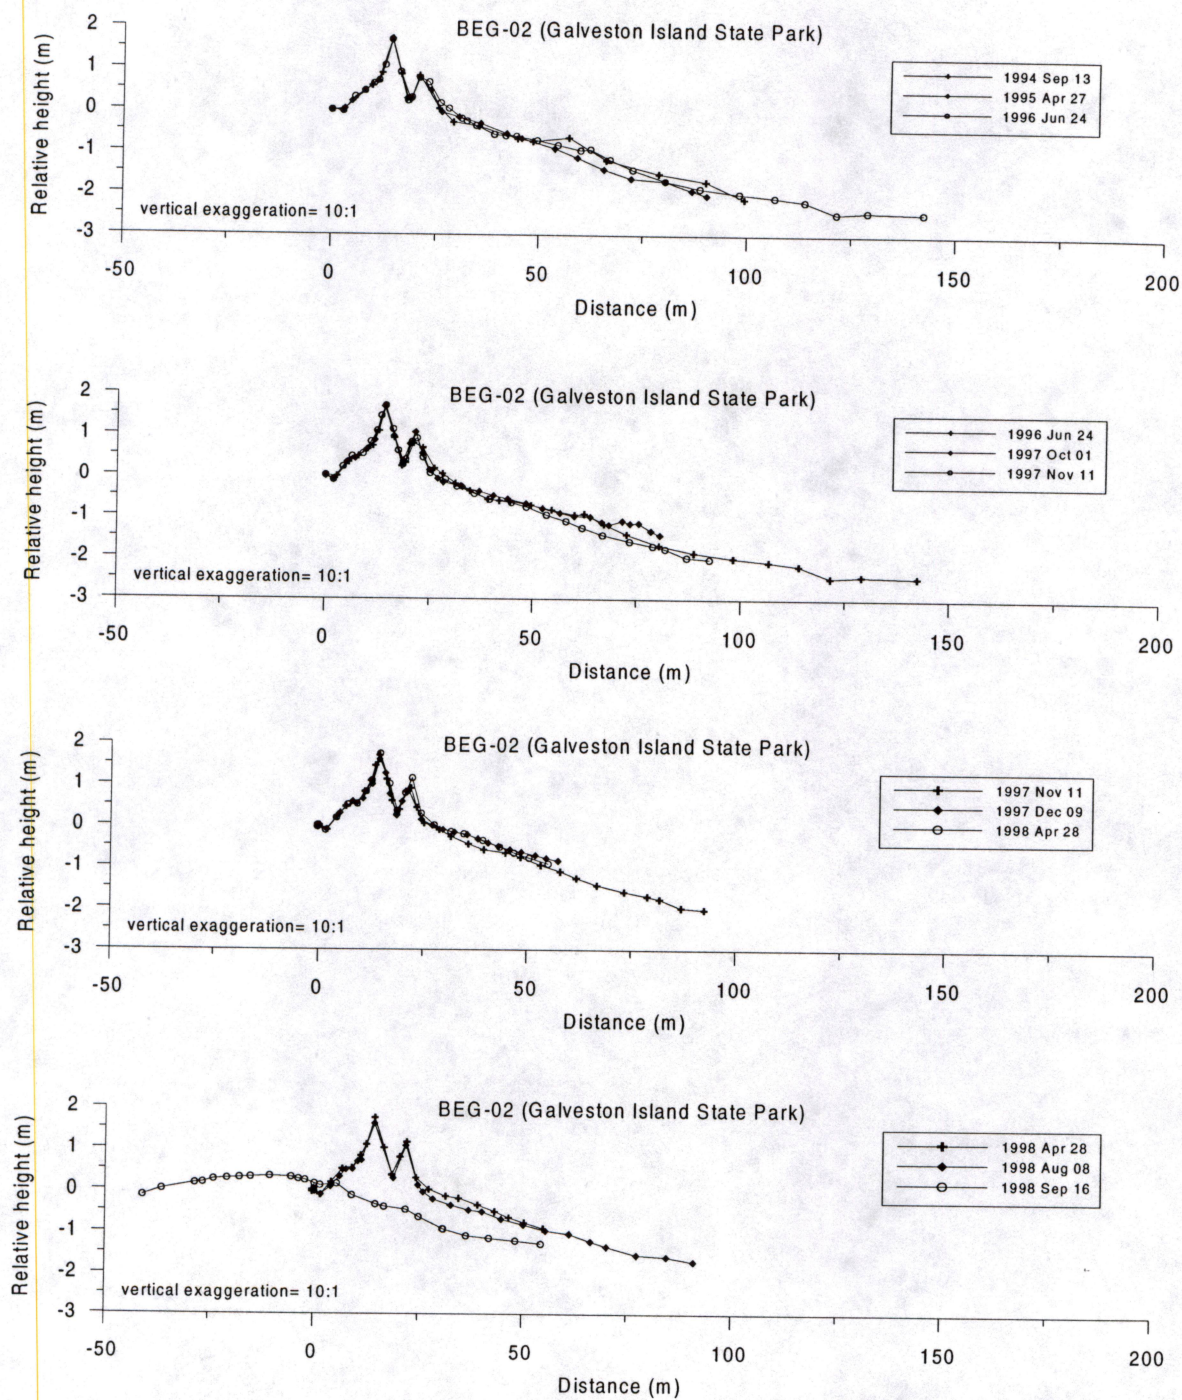 BEG-02 (Galveston Island State Park)
Relative height (m)
2
1
0
-1
-2
-3
1994 Sep 13
1995 Apr 27
1996 Jun 24
vertical exaggeration= 10:1
-50
0
50
100
150
200
Distance (m)
BEG-02 (Galveston Island State Park)
Relative height (m)
2
1
0
-1
-2
-3
1996 Jun 24
1997 Oct 01
1997 Nov 11
vertical exaggeration= 10:1
-50
0
50
100
150
200
Distance (m)
BEG-02 (Galveston Island State Park)
Relative height (m)
2
1
0
-1
-2
-3
1997 Nov 11
1997 Dec 09
1998 Apr 28
vertical exaggeration= 10:1
-50
0
50
100
150
200
Distance (m)
BEG-02 (Galveston Island State Park)
Relative height (m)
2
1
0
-1
-2
-3
1998 Apr 28
1998 Aug 08
1998 Sep 16
vertical exaggeration= 10:1
-50
0
50
100
150
200
Distance (m)